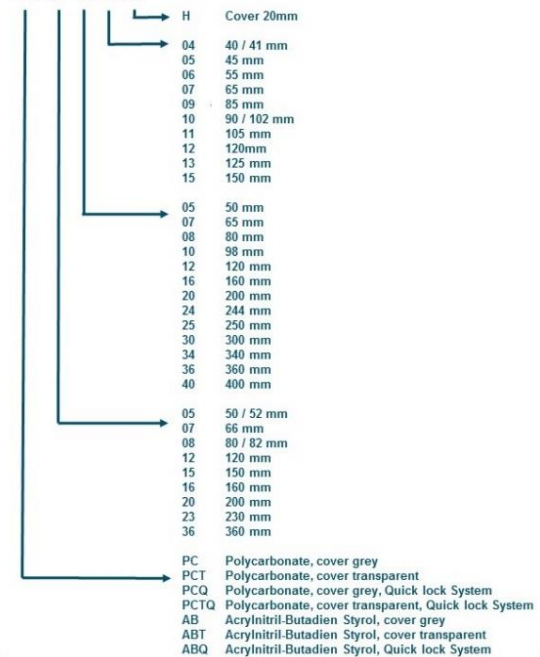 H Cover 20mm
04 40 / 41 mm
05 45 mm
06 55 mm
07 65 mm
09 85 mm
10 90 / 102 mm
11 105 mm
12 120mm
13 125 mm
15 150 mm
05 50 mm
07 65 mm
08 80 mm
10 98 mm
12 120 mm
16 160 mm
20 200 mm
24 244 mm
25 250 mm
30 300 mm
34 340 mm
36 360 mm
40 400 mm
05 50 / 52 mm
07 66 mm
08 80 / 82 mm
12 120 mm
15 150 mm
16 160 mm
20 200 mm
23 230 mm
36 360 mm
PC Polycarbonate, cover grey
PCT Polycarbonate, cover transparent
PCQ Polycarbonate, cover grey, Quick lock System
PCTQ Polycarbonate, cover transparent, Quick lock System
AB Acrylnitril-Butadien Styrol, cover grey
ABT Acrylnitril-Butadien Styrol, cover transparent
ABQ Acrylnitril-Butadien Styrol, Quick lock System